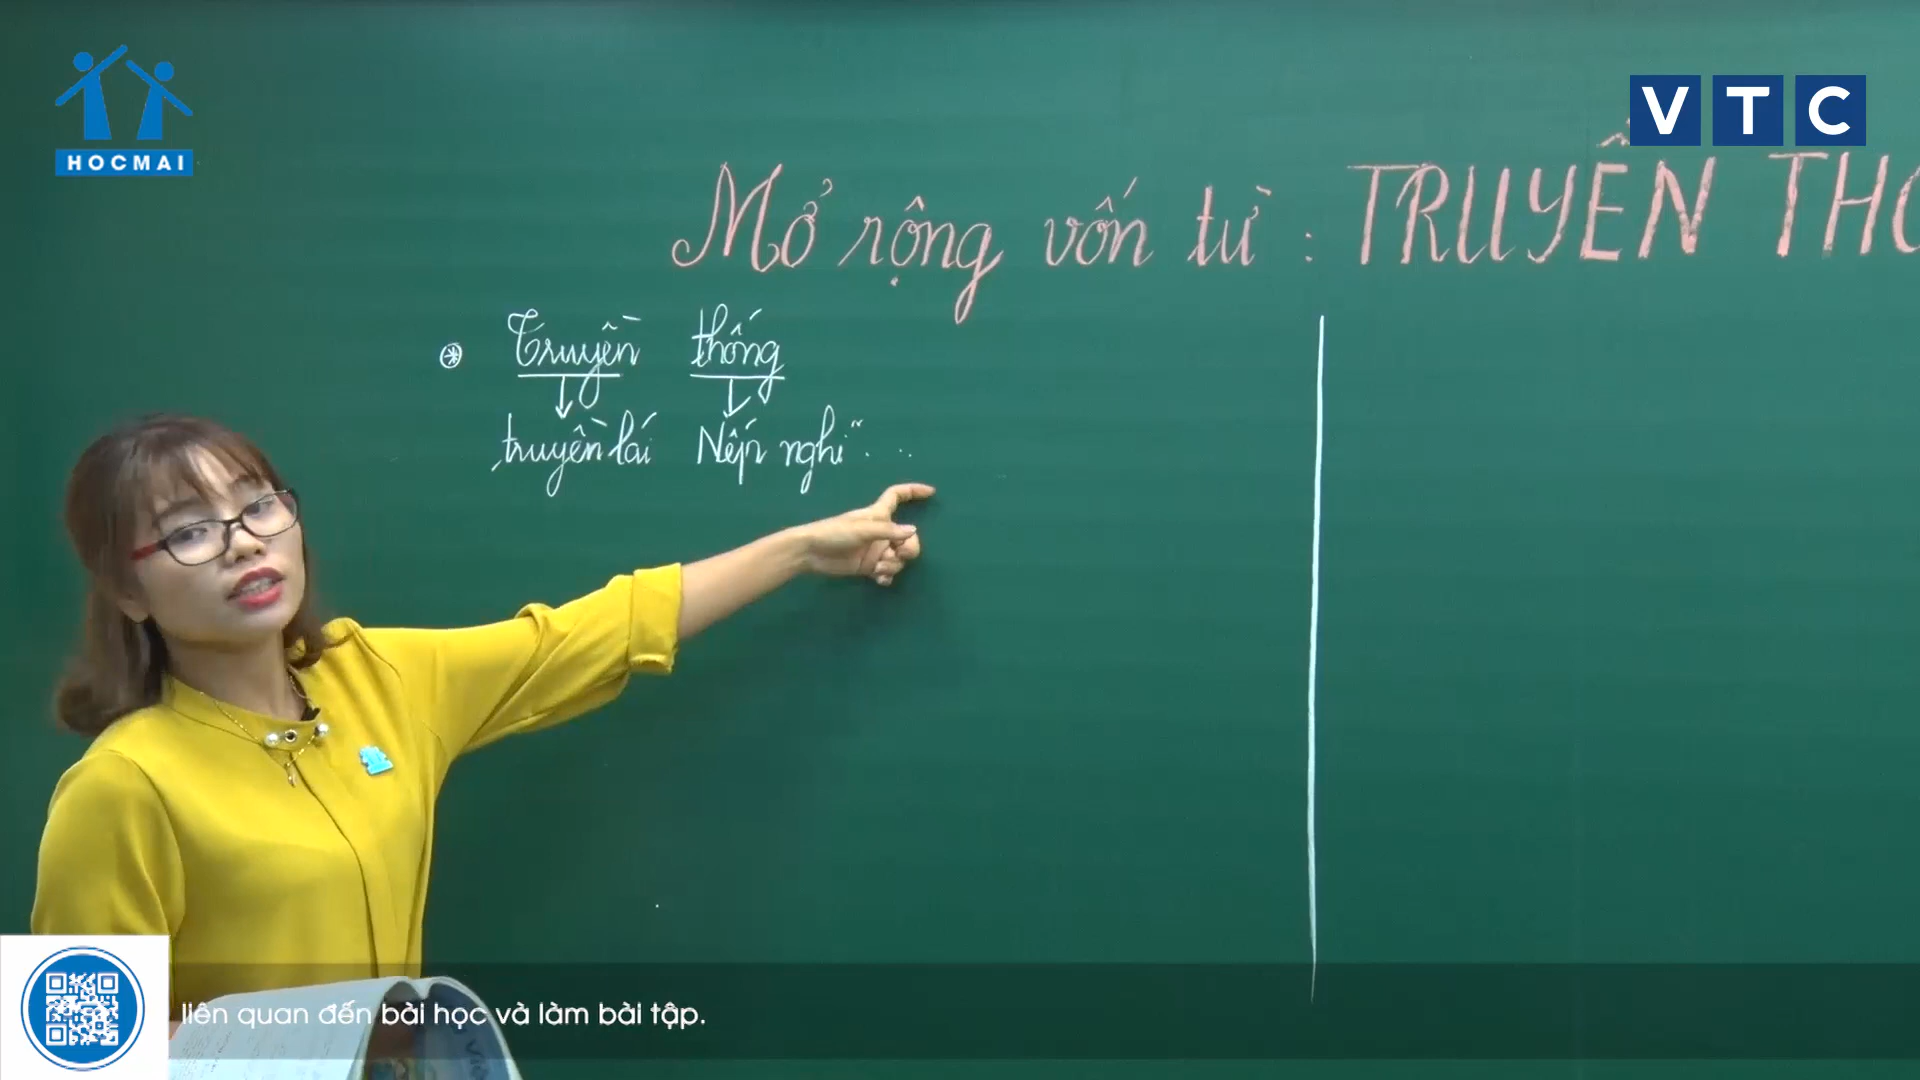 HOCMAI
VTC
Mở rộng vốn từ : TRUYỀN THỐ
Truyền thống
truyền lại Nếp nghĩ...
liên quan đến bài học và làm bài tập.